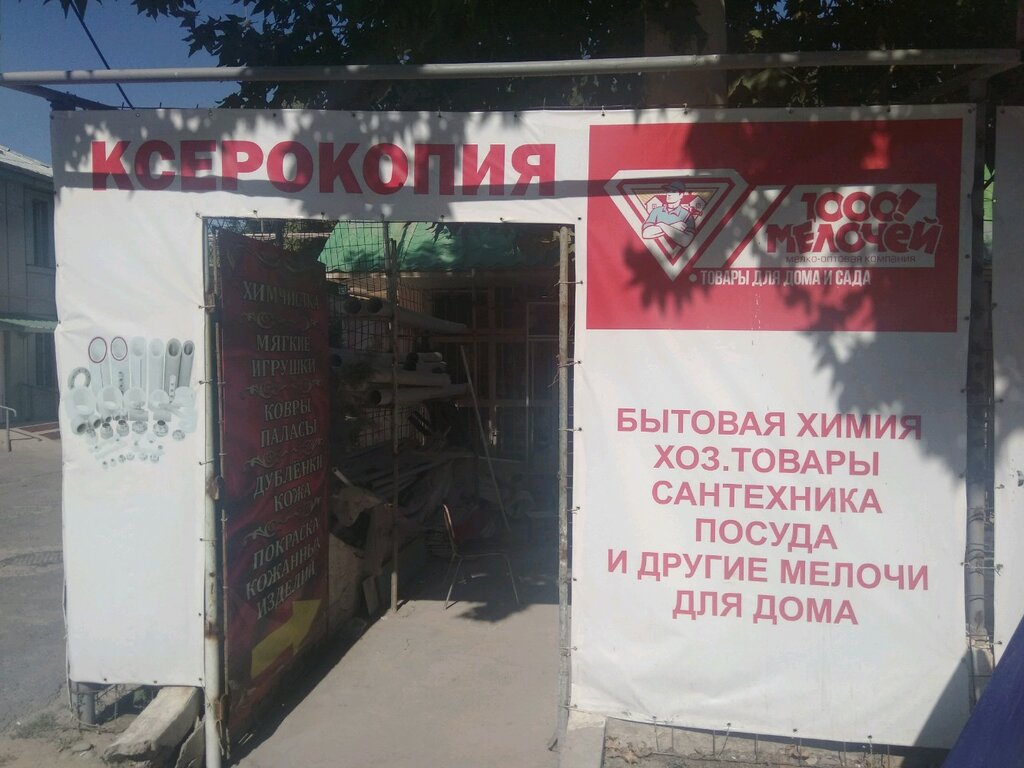 КСЕРОКОПИЯ
1000!
МЕЛОЧЕЙ
МЕЛКО-ОПТОВАЯ КОМПАНИЯ
• ТОВАРЫ ДЛЯ ДОМА И САДА
ХИМЧИСТКА
МЯГКИЕ
ИГРУШКИ
КОВРЫ
ПАЛАСЫ
ДУБЛЕНКИ
КОЖА
ПОКРАСКА
КОЖАННЫХ
ИЗДЕЛИЙ
БЫТОВАЯ ХИМИЯ
ХОЗ.ТОВАРЫ
САНТЕХНИКА
ПОСУДА
И ДРУГИЕ МЕЛОЧИ
ДЛЯ ДОМА